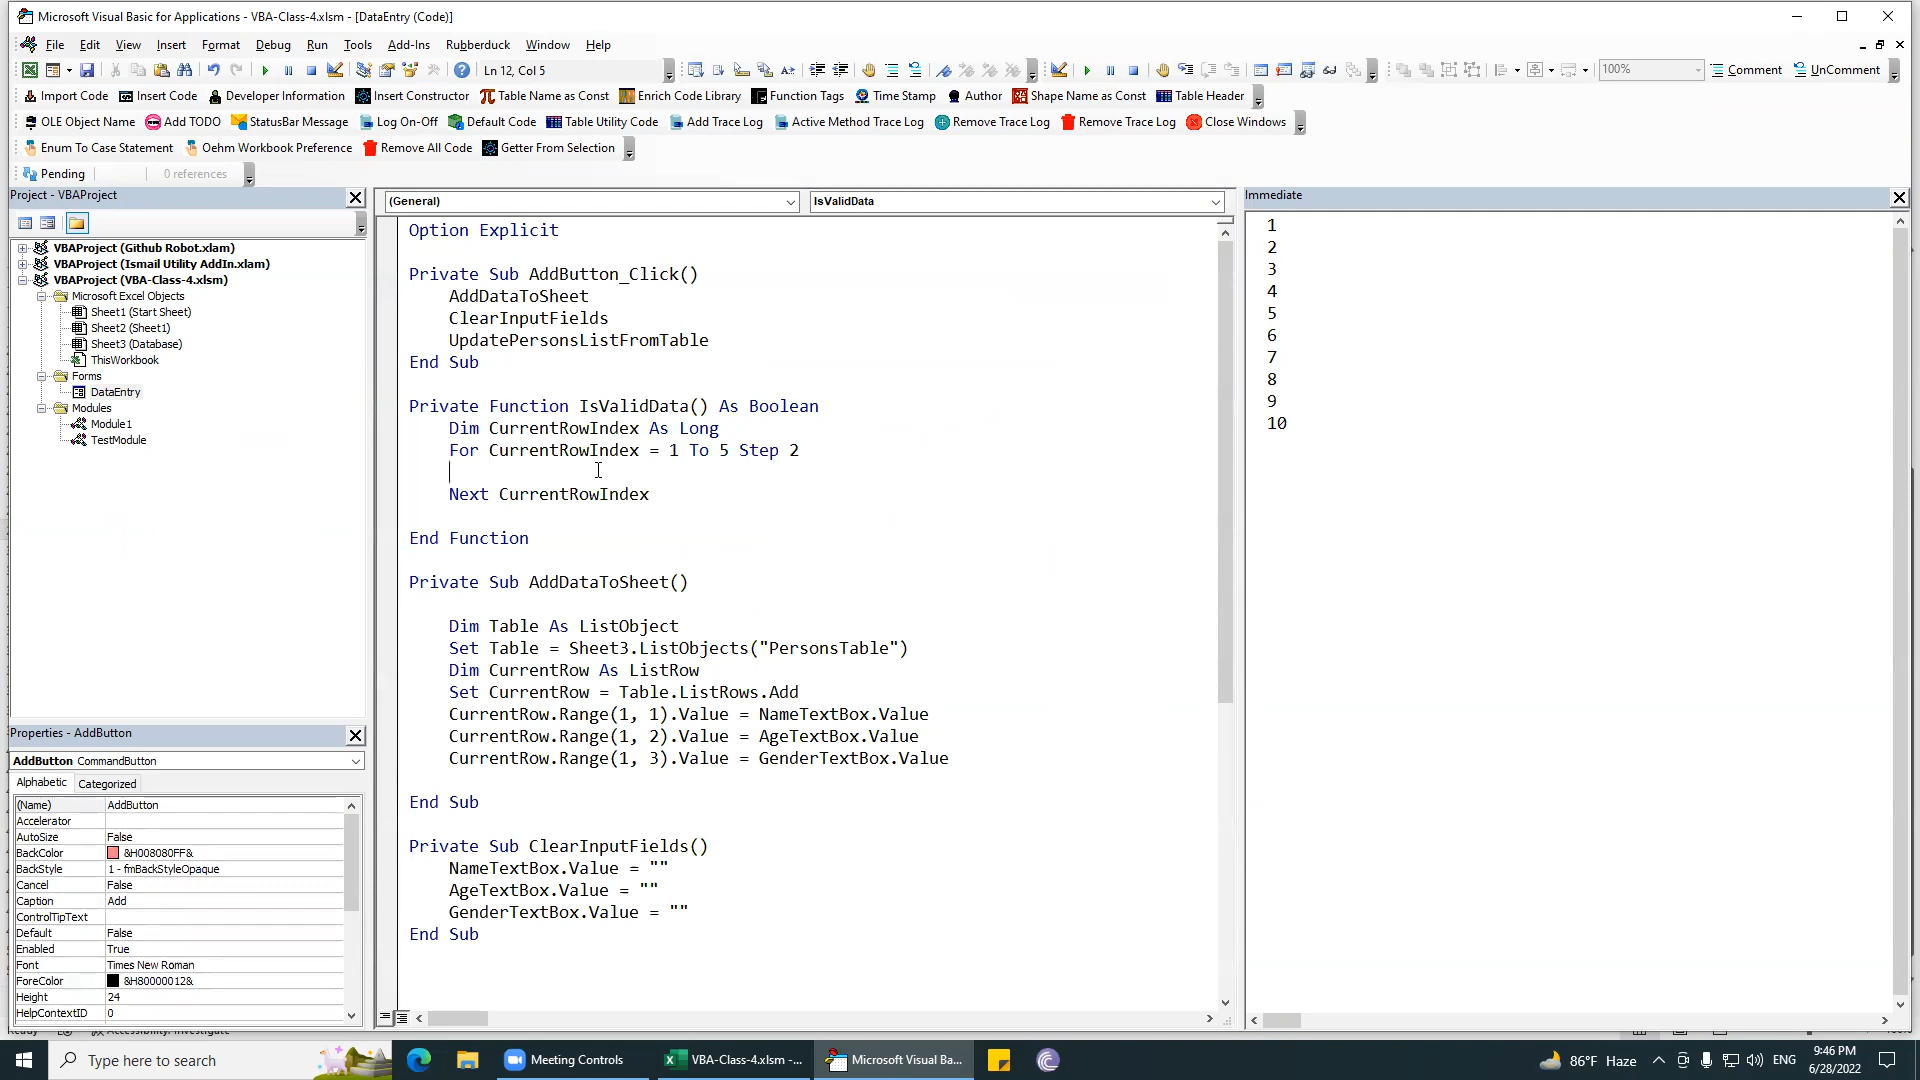 Microsoft Visual Basic for Applications - VBA-Class-4.xlsm - [DataEntry (Code)]
File Edit View Insert Format Debug Run Tools Add-Ins Rubberduck Window Help
Ln 12, Col 5 100% Comment UnComment
Import Code Insert Code Developer Information Insert Constructor Table Name as Const Enrich Code Library Function Tags Time Stamp Author Shape Name as Const Table Header
OLE Object Name Add TODO StatusBar Message Log On-Off Default Code Table Utility Code Add Trace Log Active Method Trace Log Remove Trace Log Remove Trace Log Close Windows
Enum To Case Statement Oehm Workbook Preference Remove All Code Getter From Selection
Pending 0 references
Project - VBAProject
VBAProject (Github Robot.xlam)
VBAProject (Ismail Utility AddIn.xlam)
VBAProject (VBA-Class-4.xlsm)
Microsoft Excel Objects
Sheet1 (Start Sheet)
Sheet2 (Sheet1)
Sheet3 (Database)
ThisWorkbook
Forms
DataEntry
Modules
Module1
TestModule
Properties - AddButton
AddButton CommandButton
Alphabetic Categorized
(Name) AddButton
Accelerator
AutoSize False
BackColor &H008080FF&
BackStyle 1 - fmBackStyleOpaque
Cancel False
Caption Add
ControlTipText
Default False
Enabled True
Font Times New Roman
ForeColor &H80000012&
Height 24
HelpContextID 0
(General) IsValidData
Option Explicit
Private Sub AddButton_Click()
AddDataToSheet
ClearInputFields
UpdatePersonsListFromTable
End Sub
Private Function IsValidData() As Boolean
Dim CurrentRowIndex As Long
For CurrentRowIndex = 1 To 5 Step 2
Next CurrentRowIndex
End Function
Private Sub AddDataToSheet()
Dim Table As ListObject
Set Table = Sheet3.ListObjects("PersonsTable")
Dim CurrentRow As ListRow
Set CurrentRow = Table.ListRows.Add
CurrentRow.Range(1, 1).Value = NameTextBox.Value
CurrentRow.Range(1, 2).Value = AgeTextBox.Value
CurrentRow.Range(1, 3).Value = GenderTextBox.Value
End Sub
Private Sub ClearInputFields()
NameTextBox.Value = ""
AgeTextBox.Value = ""
GenderTextBox.Value = ""
End Sub
Immediate
1
2
3
4
5
6
7
8
9
10
Type here to search
Meeting Controls
VBA-Class-4.xlsm -...
Microsoft Visual Ba...
86°F Haze
ENG
9:46 PM
6/28/2022